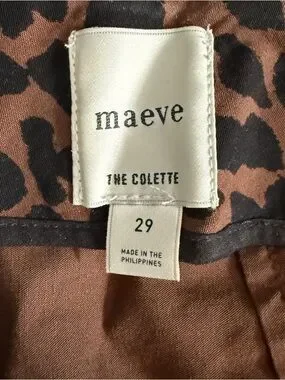 maeve
THE COLETTE
29
MADE IN THE
PHILIPPINES